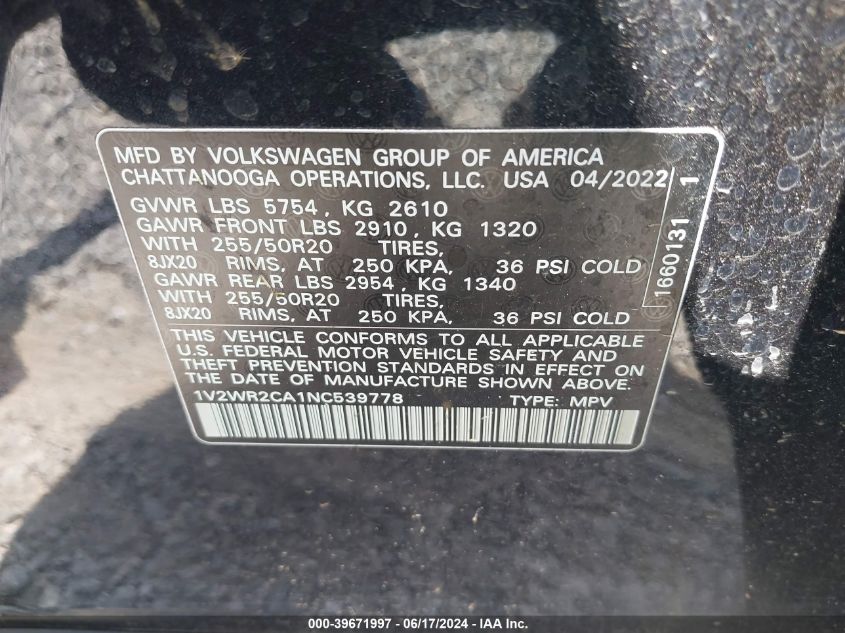 MFD BY VOLKSWAGEN GROUP OF AMERICA
CHATTANOOGA OPERATIONS, LLC. USA 04/2022
GVWR LBS 5754, KG 2610
GAWR FRONT LBS 2910, KG 1320
WITH 255/50R20 TIRES,
8JX20 RIMS, AT 250 KPA, 36 PSI COLD
GAWR REAR LBS 2954, KG 1340
WITH 255/50R20 TIRES,
8JX20 RIMS, AT 250 KPA, 36 PSI COLD
THIS VEHICLE CONFORMS TO ALL APPLICABLE
U.S. FEDERAL MOTOR VEHICLE SAFETY AND
THEFT PREVENTION STANDARDS IN EFFECT ON
THE DATE OF MANUFACTURE SHOWN ABOVE.
1V2WR2CA1NC539778 TYPE: MPV
1660131 1
000-39671997 / 06/17/2024 / IAAI.COM